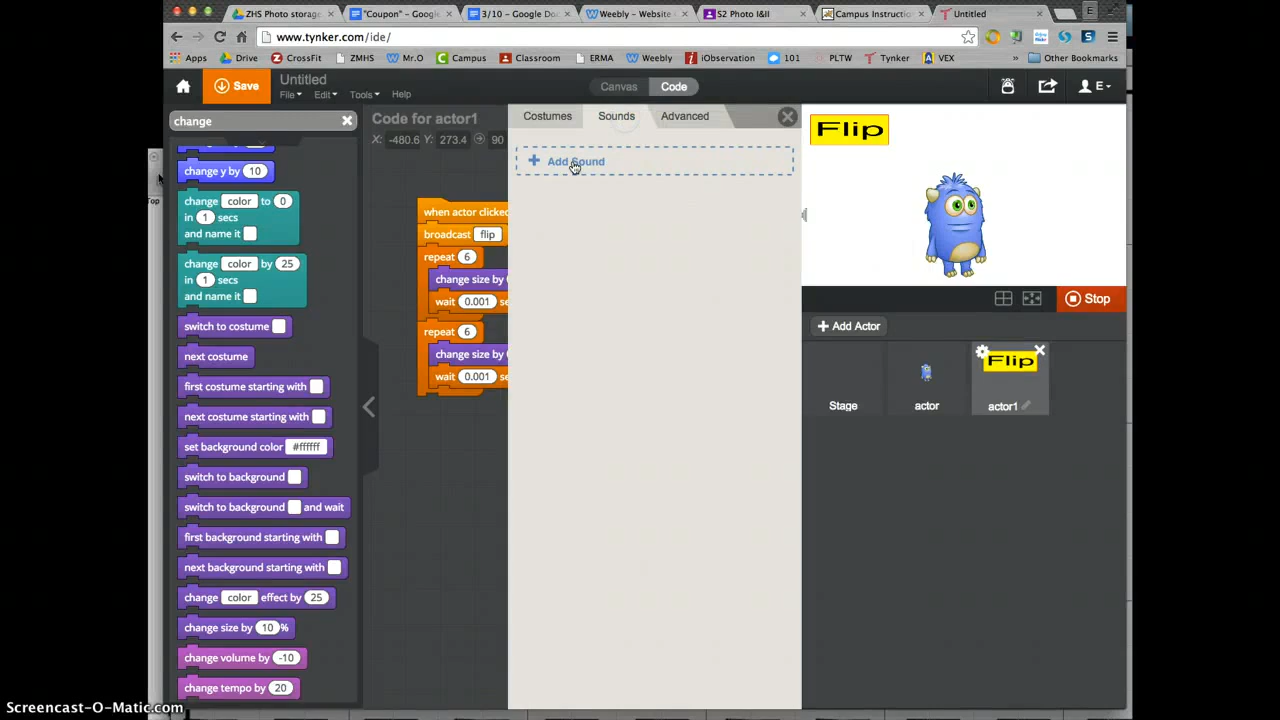 ZHS Photo storage
"Coupon" - Google
3/10 - Google Doc
Weebly - Website
S2 Photo I&II
Campus Instruction
Untitled
E
www.tynker.com/ide/
Apps
Drive
CrossFit
ZMHS
Mr.O
Campus
Classroom
ERMA
Weebly
iObservation
101
PLTW
Tynker
VEX
»
Other Bookmarks
Save
Untitled
File
Edit
Tools
Help
Canvas
Code
E
change
change y by 10
change color to 0
in 1 secs
and name it
change color by 25
in 1 secs
and name it
switch to costume
next costume
first costume starting with
next costume starting with
set background color #ffffff
switch to background
switch to background and wait
first background starting with
next background starting with
change color effect by 25
change size by 10 %
change volume by -10
change tempo by 20
Top
Code for actor1
X: -480.6 Y: 273.4 90
when actor clicked
broadcast flip
repeat 6
change size by
wait 0.001 se
repeat 6
change size by
wait 0.001 se
Costumes
Sounds
Advanced
+ Add Sound
Flip
Stop
+ Add Actor
Stage
actor
Flip
actor1
Screencast-O-Matic.com